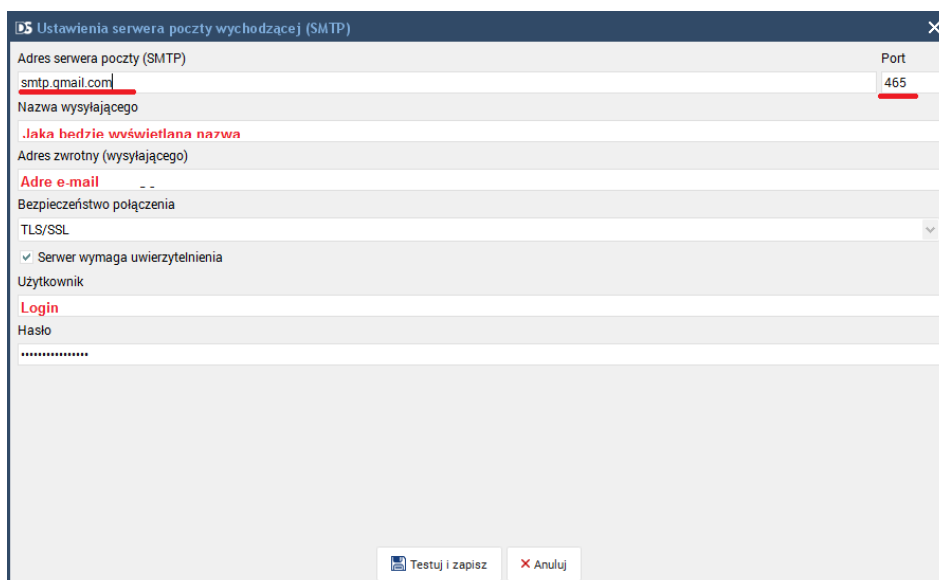 DS Ustawienia serwera poczty wychodzącej (SMTP)
Adres serwera poczty (SMTP) Port
smtp.gmail.com 465
Nazwa wysyłającego
Jaka będzie wyświetlana nazwa
Adres zwrotny (wysyłającego)
Adre e-mail
Bezpieczeństwo połączenia
TLS/SSL
Serwer wymaga uwierzytelnienia
Użytkownik
Login
Hasło
••••••••••••••••
Testuj i zapisz Anuluj